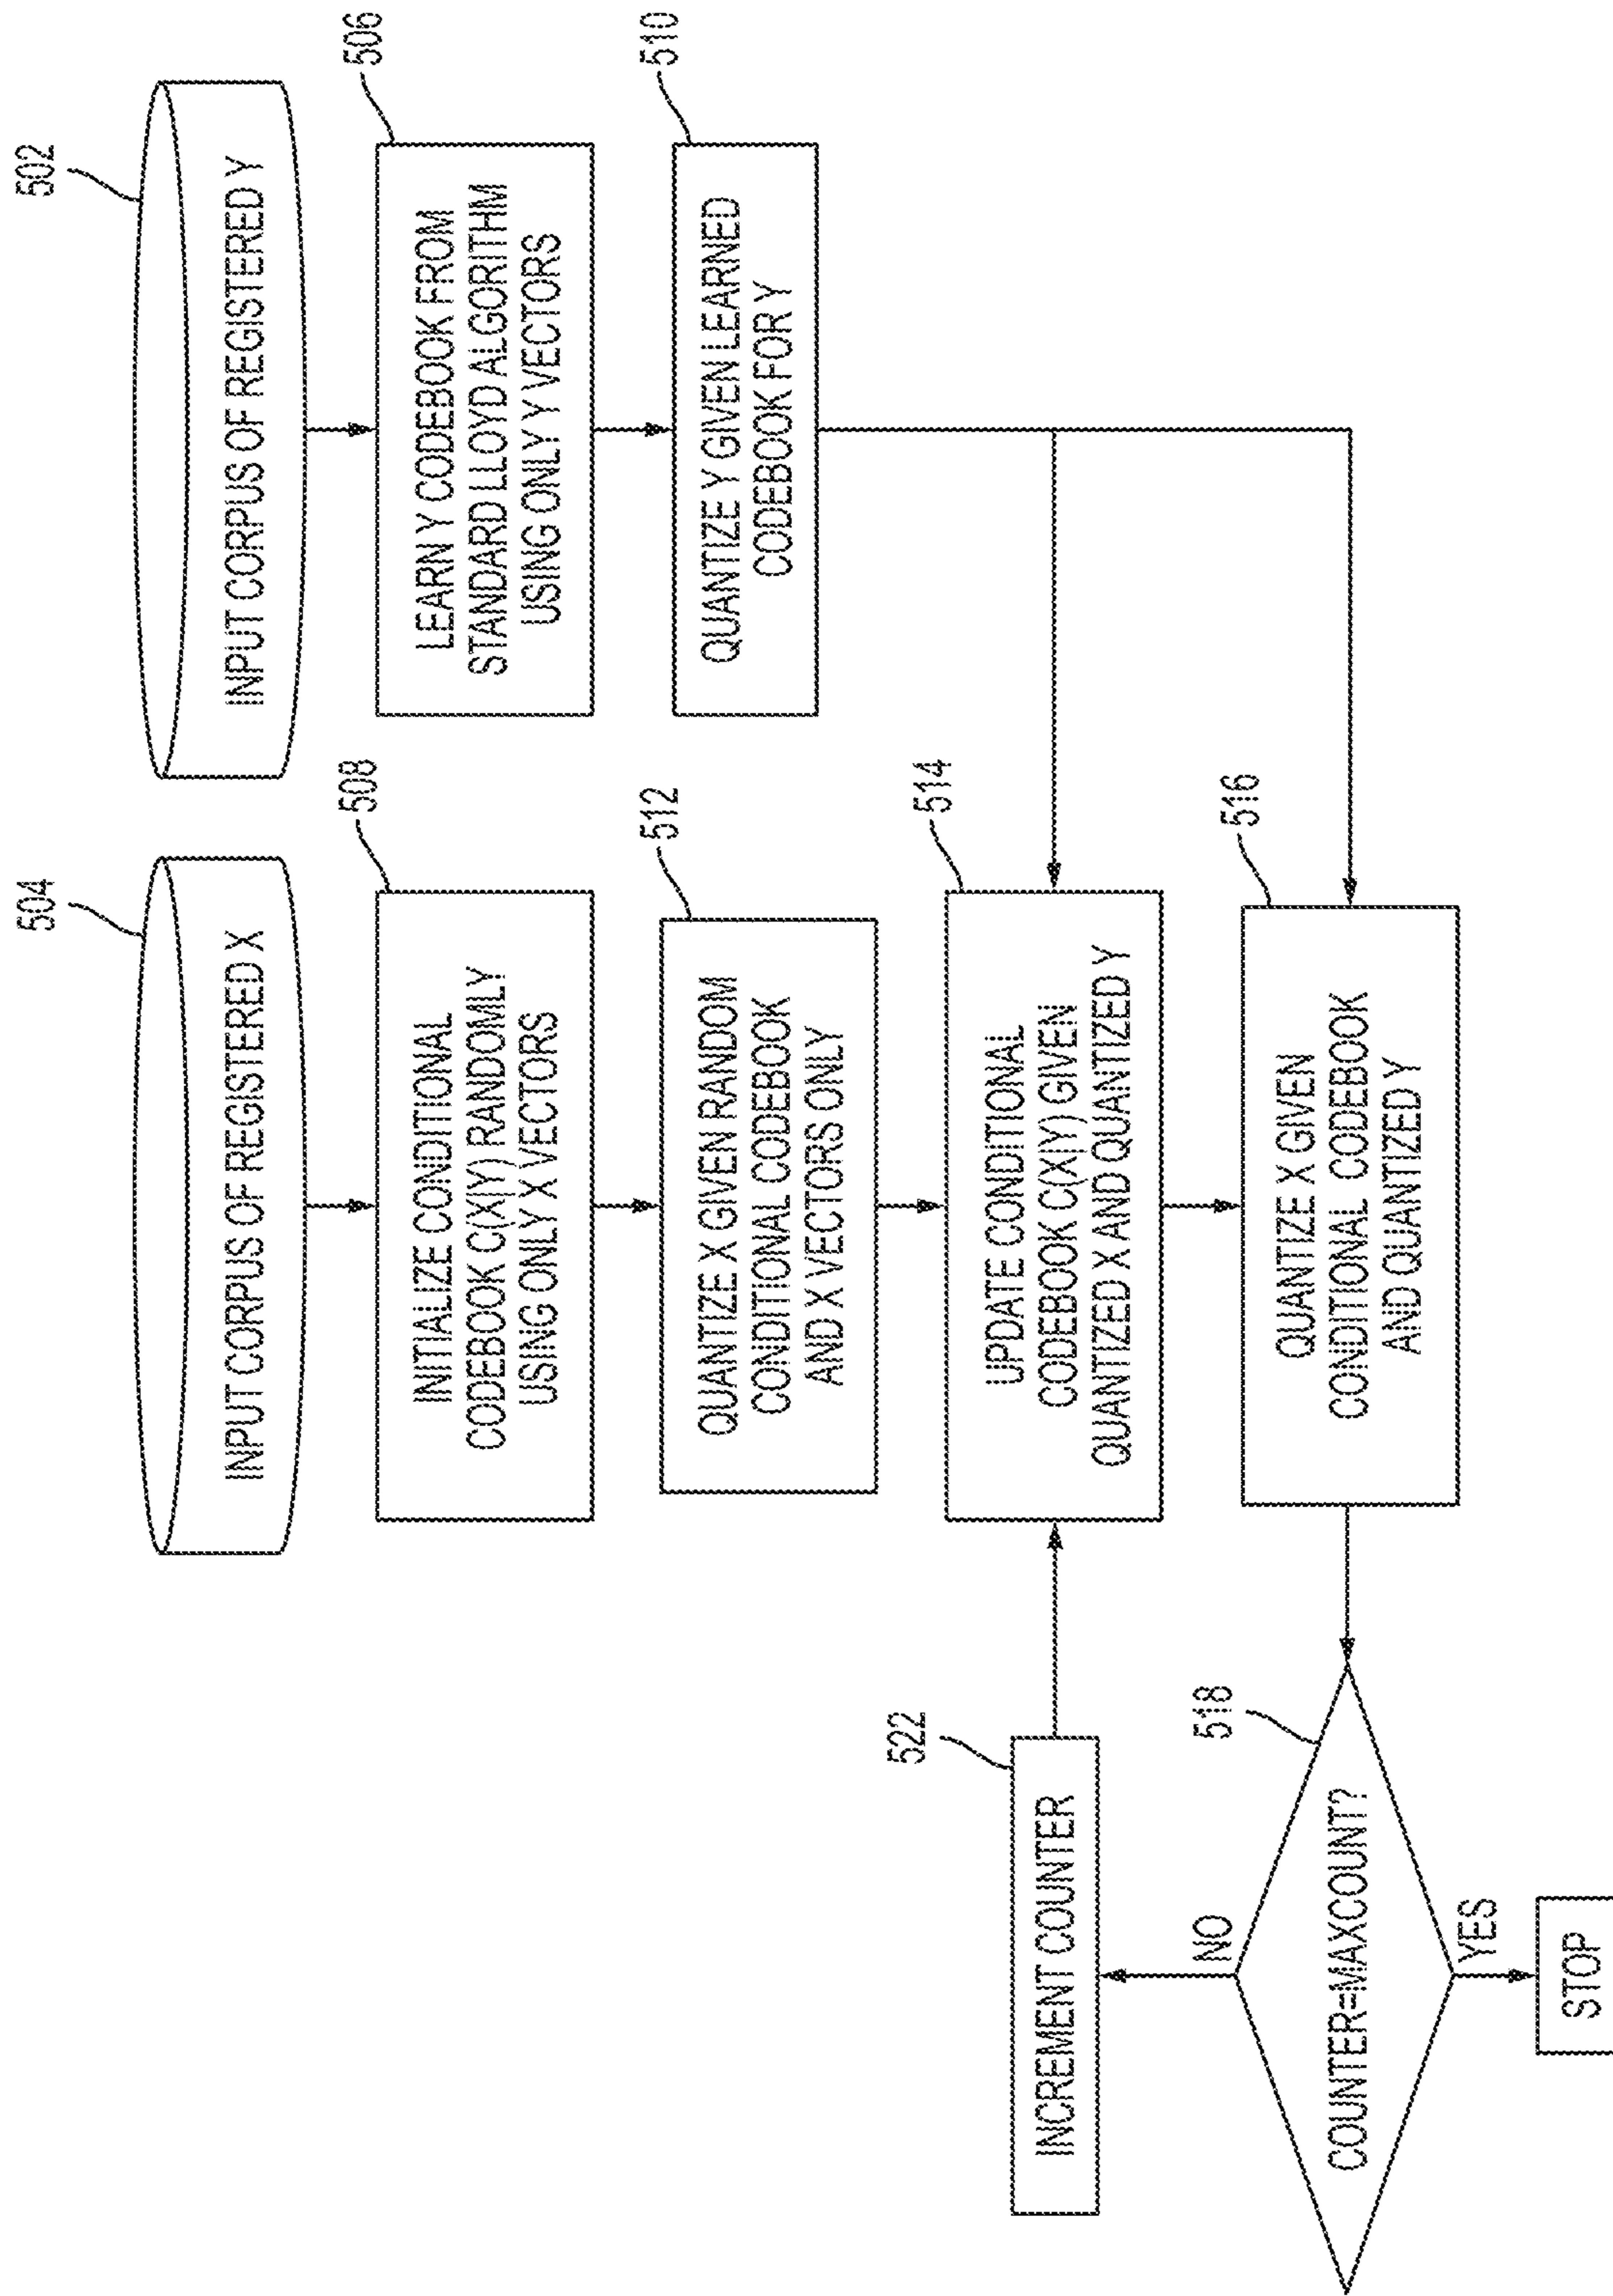 504
INPUT CORPUS OF REGISTERED X
502
INPUT CORPUS OF REGISTERED Y
508
INITIALIZE CONDITIONAL
CODEBOOK C(X|Y) RANDOMLY
USING ONLY X VECTORS
506
LEARN Y CODEBOOK FROM
STANDARD LLOYD ALGORITHM
USING ONLY Y VECTORS
512
QUANTIZE X GIVEN RANDOM
CONDITIONAL CODEBOOK
AND X VECTORS ONLY
510
QUANTIZE Y GIVEN LEARNED
CODEBOOK FOR Y
522
INCREMENT COUNTER
514
UPDATE CONDITIONAL
CODEBOOK C(X|Y) GIVEN
QUANTIZED X AND QUANTIZED Y
NO
518
COUNTER=MAXCOUNT?
516
QUANTIZE X GIVEN
CONDITIONAL CODEBOOK
AND QUANTIZED Y
YES
STOP